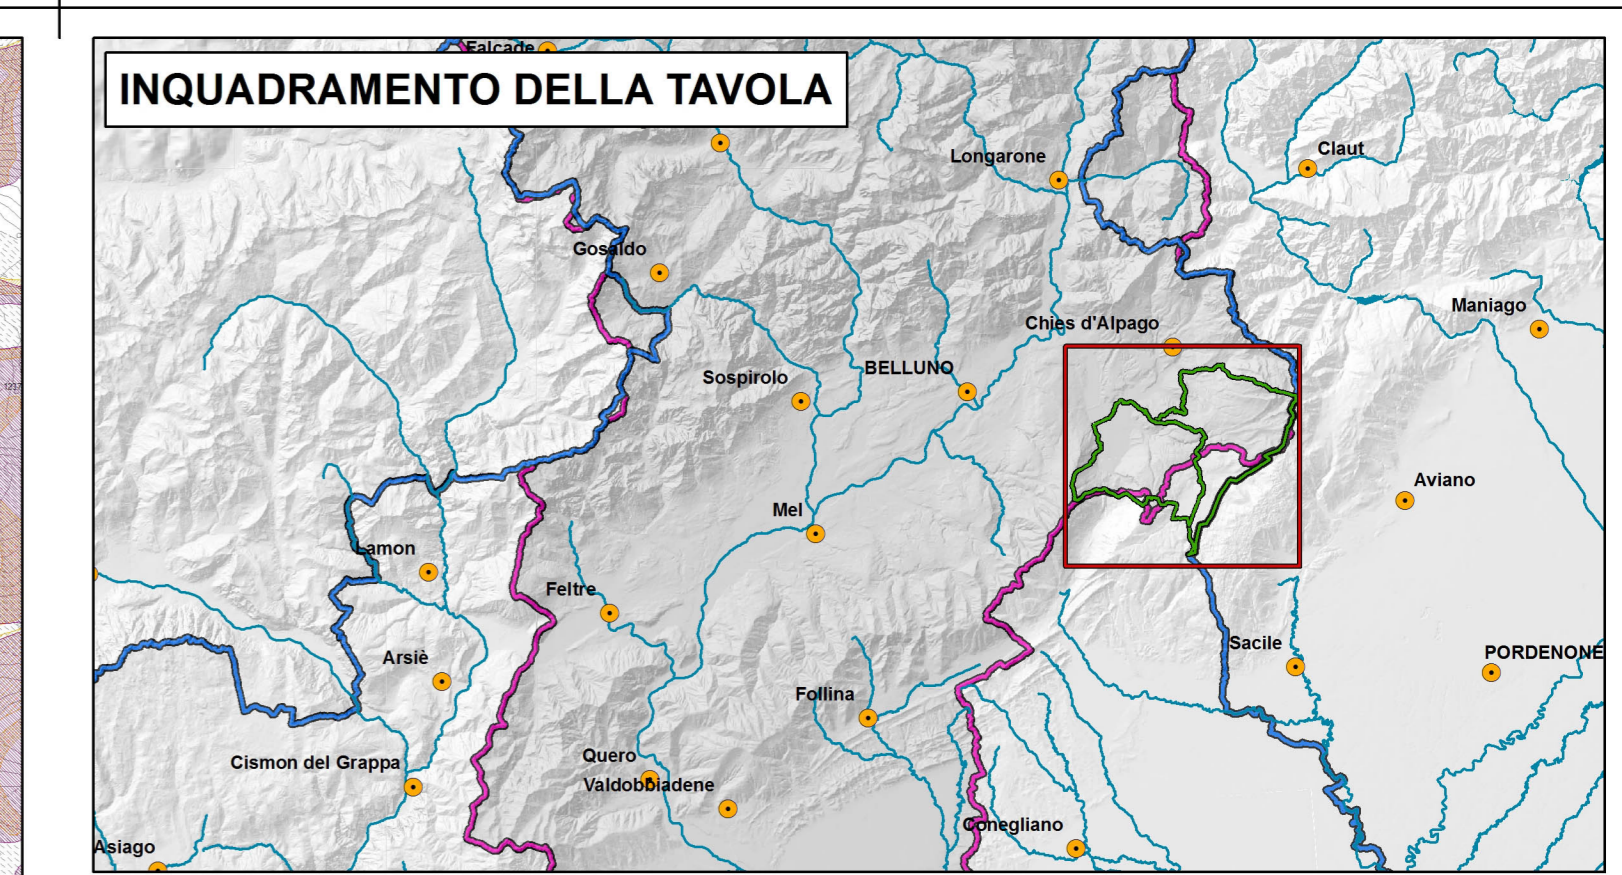 Falcade
INQUADRAMENTO DELLA TAVOLA
Longarone
Claut
Gosaldo
Maniago
Chies d'Alpago
BELLUNO
Sospirolo
1217
Aviano
Mel
Lamon
Feltre
Sacile
PORDENONE
Arsiè
Follina
Quero
Cismon del Grappa
Valdobbiadene
Conegliano
Asiago